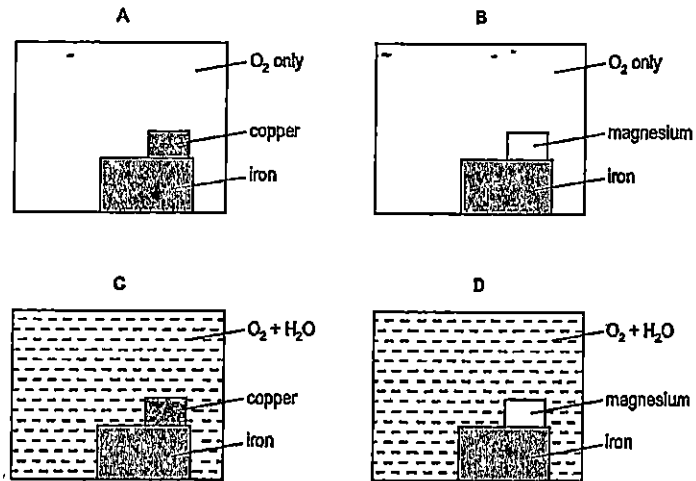 A
O₂ only
copper
iron
B
O₂ only
magnesium
iron
C
O₂ + H₂O
copper
iron
D
O₂ + H₂O
magnesium
iron